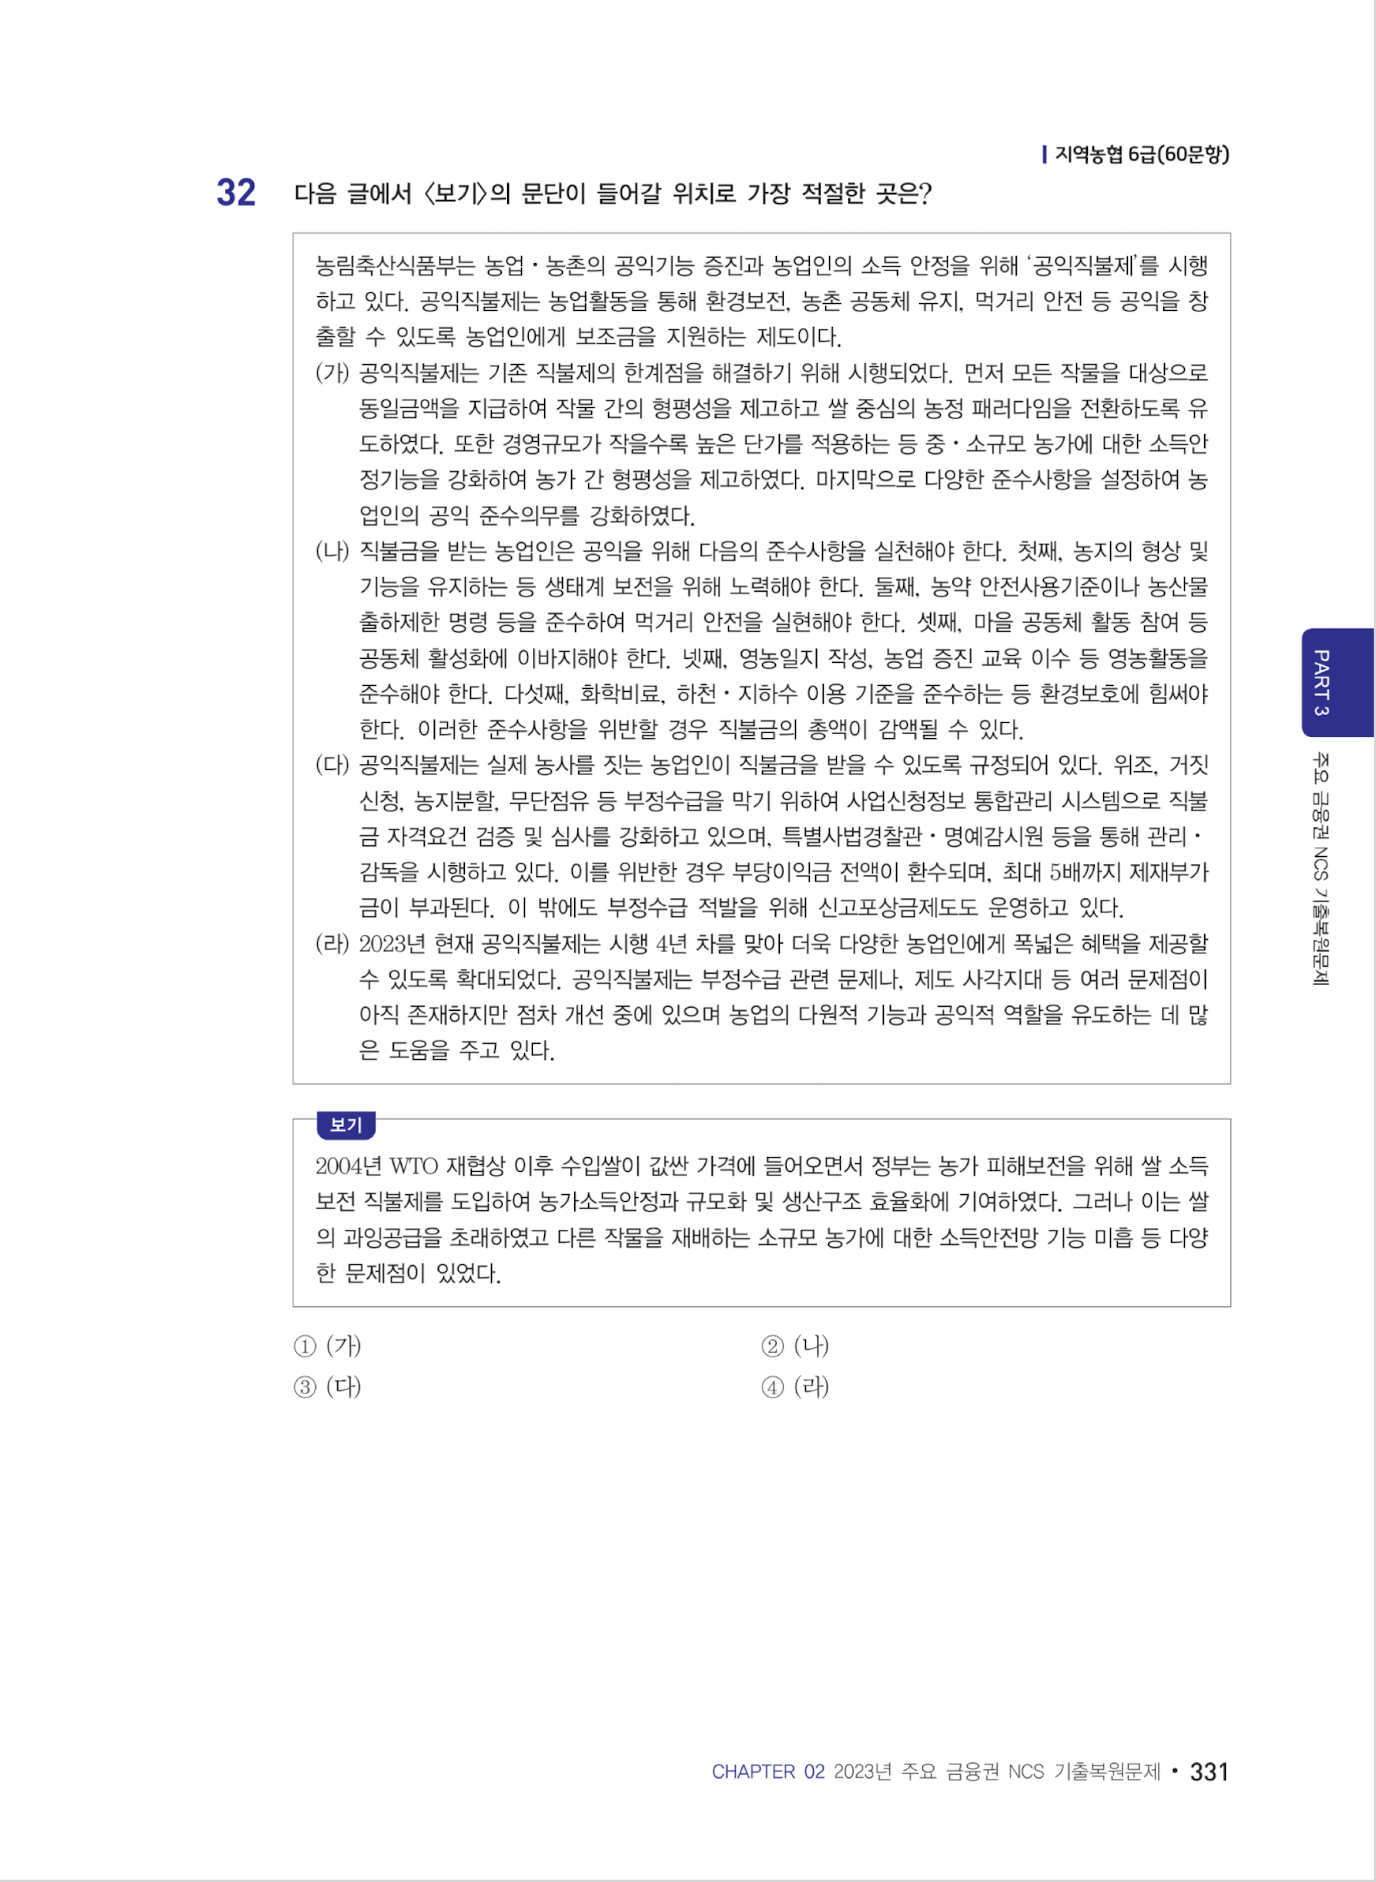 지역농협 6급(60문항)
32 다음 글에서 〈보기〉의 문단이 들어갈 위치로 가장 적절한 곳은?
농림축산식품부는 농업·농촌의 공익기능 증진과 농업인의 소득 안정을 위해 ‘공익직불제’를 시행
하고 있다. 공익직불제는 농업활동을 통해 환경보전, 농촌 공동체 유지, 먹거리 안전 등 공익을 창
출할 수 있도록 농업인에게 보조금을 지원하는 제도이다.
(가) 공익직불제는 기존 직불제의 한계점을 해결하기 위해 시행되었다. 먼저 모든 작물을 대상으로
동일금액을 지급하여 작물 간의 형평성을 제고하고 쌀 중심의 농정 패러다임을 전환하도록 유
도하였다. 또한 경영규모가 작을수록 높은 단가를 적용하는 등 중·소규모 농가에 대한 소득안
정기능을 강화하여 농가 간 형평성을 제고하였다. 마지막으로 다양한 준수사항을 설정하여 농
업인의 공익 준수의무를 강화하였다.
(나) 직불금을 받는 농업인은 공익을 위해 다음의 준수사항을 실천해야 한다. 첫째, 농지의 형상 및
기능을 유지하는 등 생태계 보전을 위해 노력해야 한다. 둘째, 농약 안전사용기준이나 농산물
출하제한 명령 등을 준수하여 먹거리 안전을 실현해야 한다. 셋째, 마을 공동체 활동 참여 등
공동체 활성화에 이바지해야 한다. 넷째, 영농일지 작성, 농업 증진 교육 이수 등 영농활동을
준수해야 한다. 다섯째, 화학비료, 하천·지하수 이용 기준을 준수하는 등 환경보호에 힘써야
한다. 이러한 준수사항을 위반할 경우 직불금의 총액이 감액될 수 있다.
(다) 공익직불제는 실제 농사를 짓는 농업인이 직불금을 받을 수 있도록 규정되어 있다. 위조, 거짓
신청, 농지분할, 무단점유 등 부정수급을 막기 위하여 사업신청정보 통합관리 시스템으로 직불
금 자격요건 검증 및 심사를 강화하고 있으며, 특별사법경찰관·명예감시원 등을 통해 관리·
감독을 시행하고 있다. 이를 위반한 경우 부당이익금 전액이 환수되며, 최대 5배까지 제재부가
금이 부과된다. 이 밖에도 부정수급 적발을 위해 신고포상금제도도 운영하고 있다.
(라) 2023년 현재 공익직불제는 시행 4년 차를 맞아 더욱 다양한 농업인에게 폭넓은 혜택을 제공할
수 있도록 확대되었다. 공익직불제는 부정수급 관련 문제나, 제도 사각지대 등 여러 문제점이
아직 존재하지만 점차 개선 중에 있으며 농업의 다원적 기능과 공익적 역할을 유도하는 데 많
은 도움을 주고 있다.
보기
2004년 WTO 재협상 이후 수입쌀이 값싼 가격에 들어오면서 정부는 농가 피해보전을 위해 쌀 소득
보전 직불제를 도입하여 농가소득안정과 규모화 및 생산구조 효율화에 기여하였다. 그러나 이는 쌀
의 과잉공급을 초래하였고 다른 작물을 재배하는 소규모 농가에 대한 소득안전망 기능 미흡 등 다양
한 문제점이 있었다.
① (가) ② (나)
③ (다) ④ (라)
PART 3
주요 금융권 NCS 기출복원문제
CHAPTER 02 2023년 주요 금융권 NCS 기출복원문제 • 331